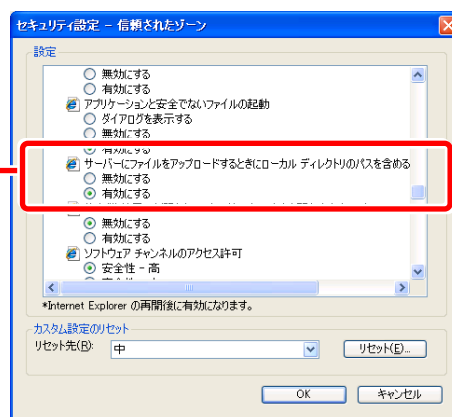 セキュリティ設定 - 信頼されたゾーン
設定
無効にする
有効にする
アプリケーションと安全でないファイルの起動
ダイアログを表示する
無効にする
有効にする
サーバーにファイルをアップロードするときにローカル ディレクトリのパスを含める
無効にする
有効にする
無効にする
有効にする
ソフトウェア チャンネルのアクセス許可
安全性 - 高
*Internet Explorer の再開後に有効になります。
カスタム設定のリセット
リセット先(R):
中
リセット(E)...
OK
キャンセル